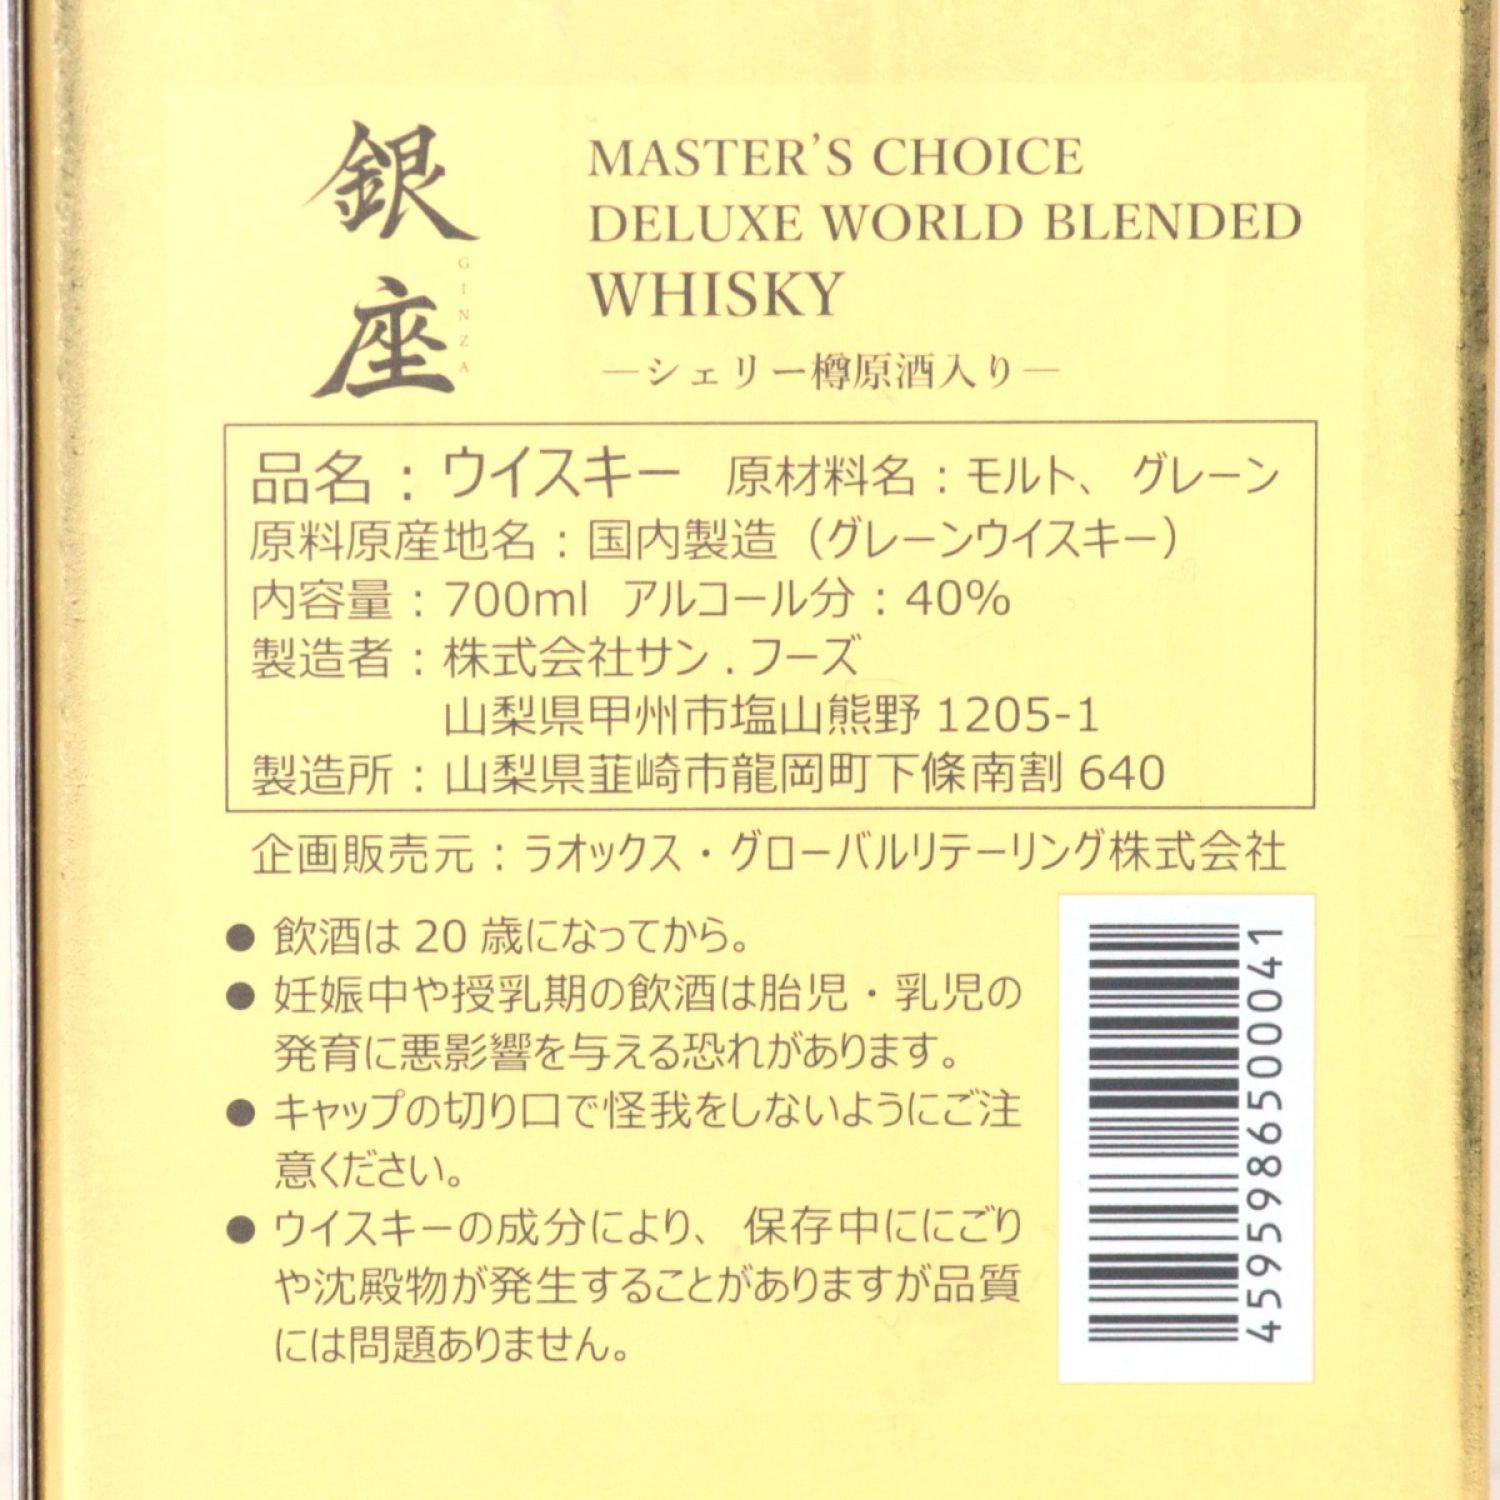 銀座
GINZA
MASTER'S CHOICE
DELUXE WORLD BLENDED
WHISKY
―シェリー樽原酒入り―
品名：ウイスキー 原材料名：モルト、グレーン
原料原産地名：国内製造（グレーンウイスキー）
内容量：700ml アルコール分：40%
製造者：株式会社サン.フーズ
山梨県甲州市塩山熊野 1205-1
製造所：山梨県韮崎市龍岡町下條南割 640
企画販売元：ラオックス・グローバルリテーリング株式会社
● 飲酒は 20 歳になってから。
● 妊娠中や授乳期の飲酒は胎児・乳児の
発育に悪影響を与える恐れがあります。
● キャップの切り口で怪我をしないようにご注
意ください。
● ウイスキーの成分により、保存中ににごり
や沈殿物が発生することがありますが品質
には問題ありません。
4595986500041